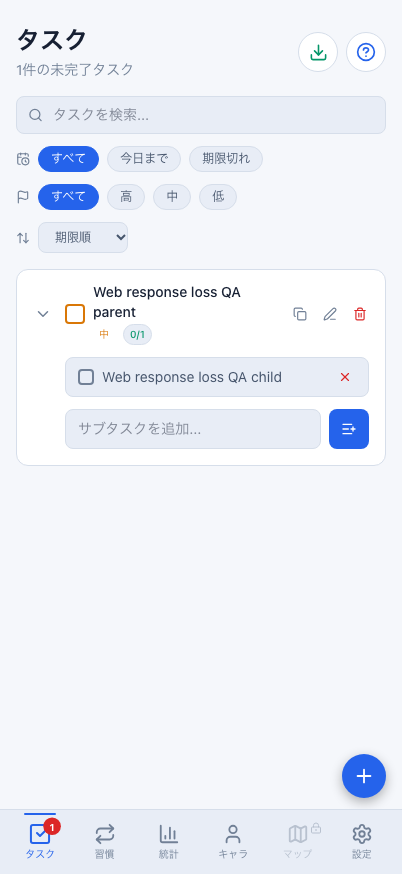 タスク
1件の未完了タスク
タスクを検索...
すべて 今日まで 期限切れ
すべて 高 中 低
期限順
Web response loss QA
parent
中 0/1
Web response loss QA child
サブタスクを追加...
1
タスク 習慣 統計 キャラ マップ 設定